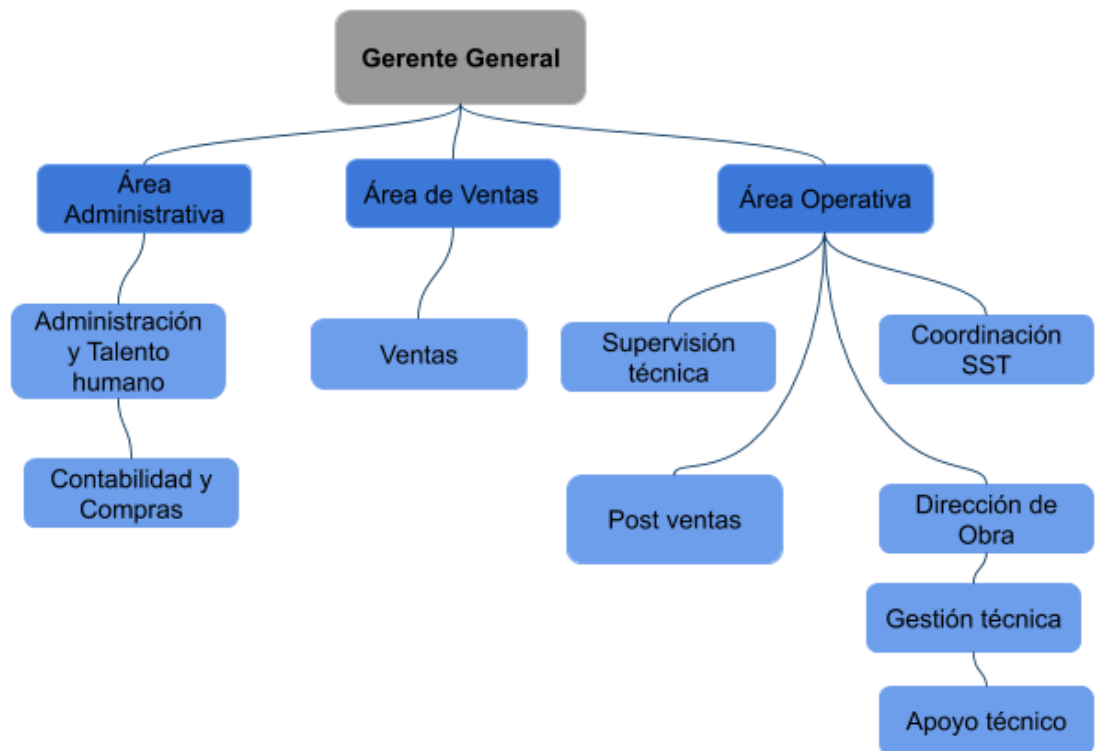 Gerente General
Área
Administrativa
Área de Ventas
Área Operativa
Administración
y Talento
humano
Ventas
Supervisión
técnica
Coordinación
SST
Contabilidad y
Compras
Post ventas
Dirección de
Obra
Gestión técnica
Apoyo técnico